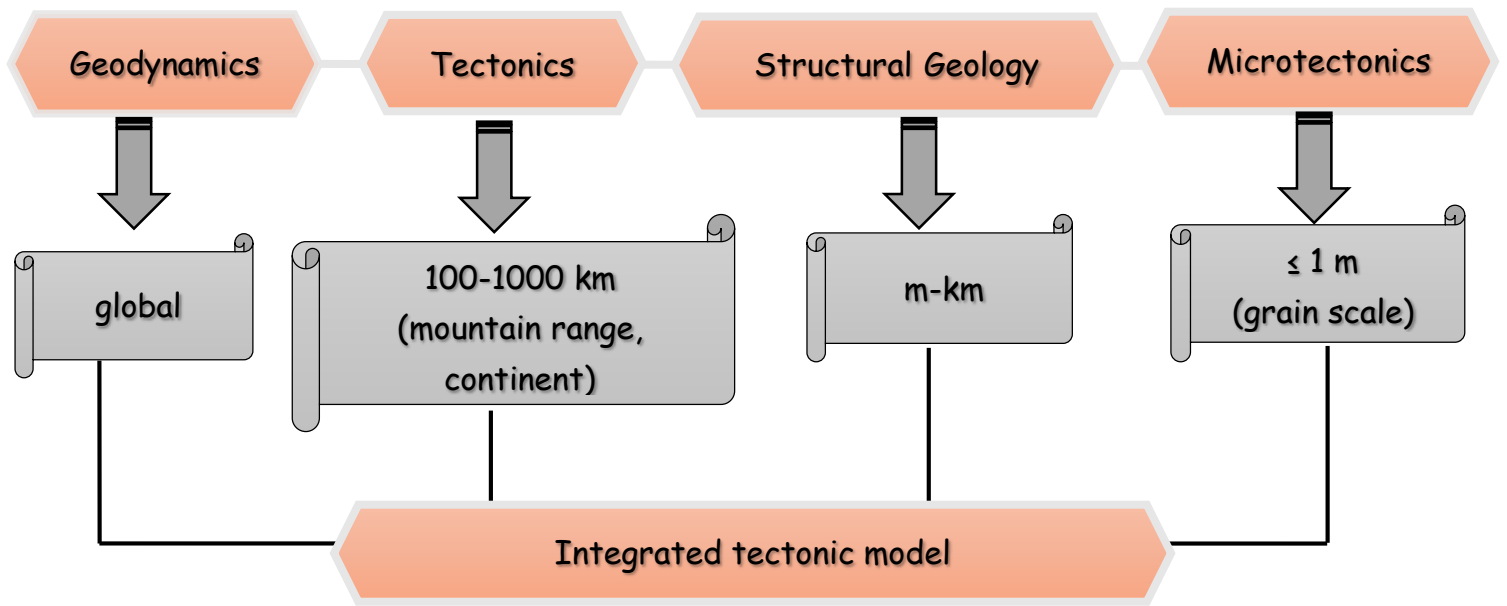 Geodynamics
Tectonics
Structural Geology
Microtectonics
global
100-1000 km
(mountain range,
continent)
m-km
≤ 1 m
(grain scale)
Integrated tectonic model